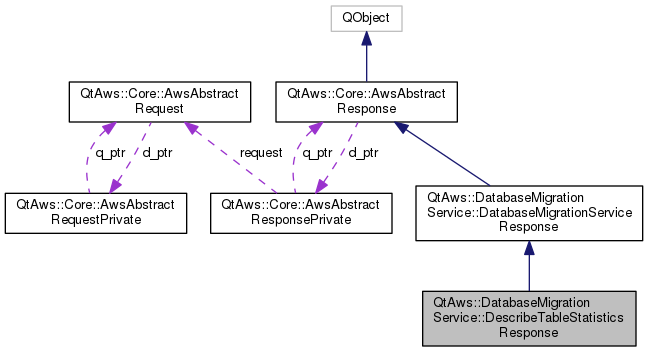 QObject
QtAws::Core::AwsAbstract
Request
QtAws::Core::AwsAbstract
Response
q_ptr
d_ptr
request
q_ptr
d_ptr
QtAws::Core::AwsAbstract
RequestPrivate
QtAws::Core::AwsAbstract
ResponsePrivate
QtAws::DatabaseMigration
Service::DatabaseMigrationService
Response
QtAws::DatabaseMigration
Service::DescribeTableStatistics
Response